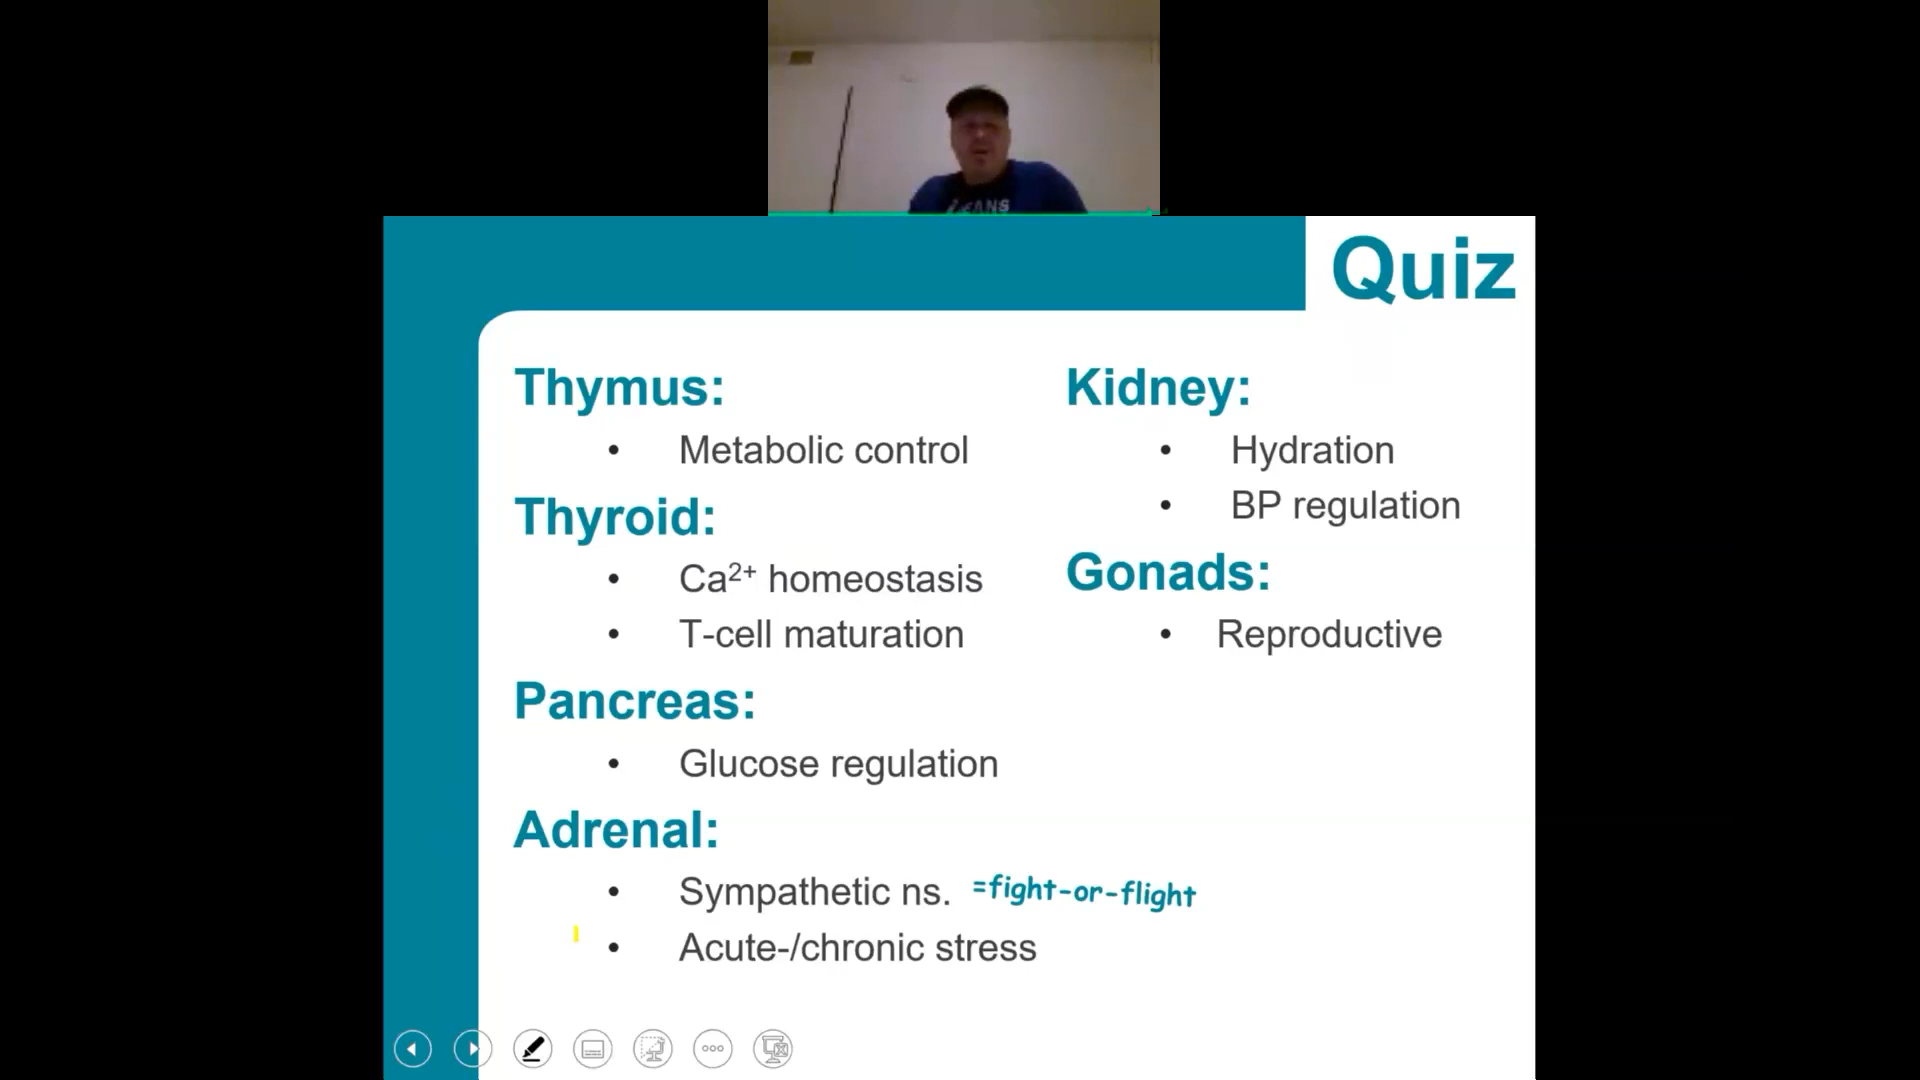 Quiz
Thymus:
• Metabolic control
Thyroid:
• Ca²⁺ homeostasis
• T-cell maturation
Pancreas:
• Glucose regulation
Adrenal:
• Sympathetic ns. =fight-or-flight
• Acute-/chronic stress
Kidney:
• Hydration
• BP regulation
Gonads:
• Reproductive